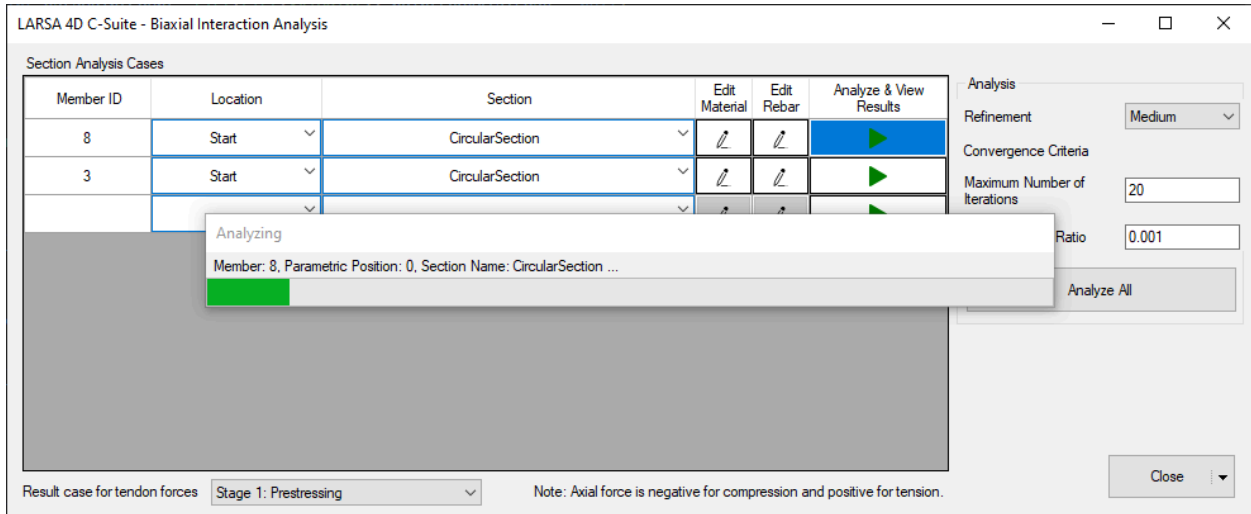 LARSA 4D C-Suite - Biaxial Interaction Analysis
Section Analysis Cases
Member ID Location Section Edit Material Edit Rebar Analyze & View Results
8 Start CircularSection
3 Start CircularSection
Analyzing
Member: 8, Parametric Position: 0, Section Name: CircularSection ...
Analysis
Refinement Medium
Convergence Criteria
Maximum Number of
Iterations 20
Ratio 0.001
Analyze All
Result case for tendon forces Stage 1: Prestressing Note: Axial force is negative for compression and positive for tension.
Close